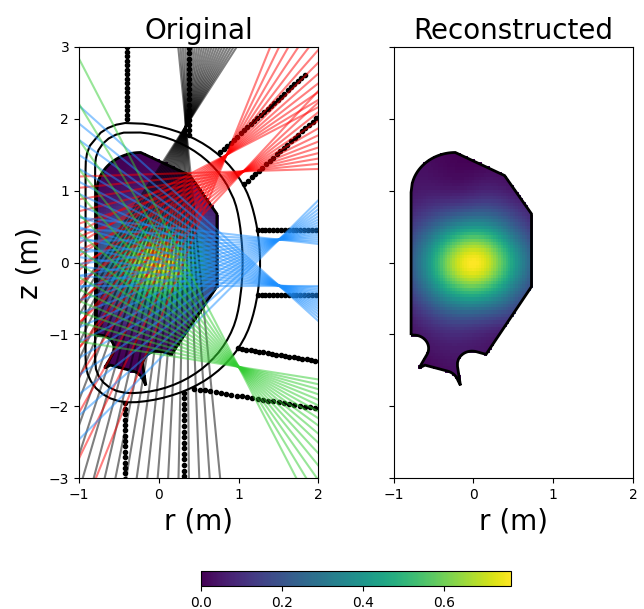 Original
Reconstructed
3
2
1
0
−1
−2
−3
z (m)
−1 0 1 2
−1 0 1 2
r (m)
r (m)
0.0 0.2 0.4 0.6